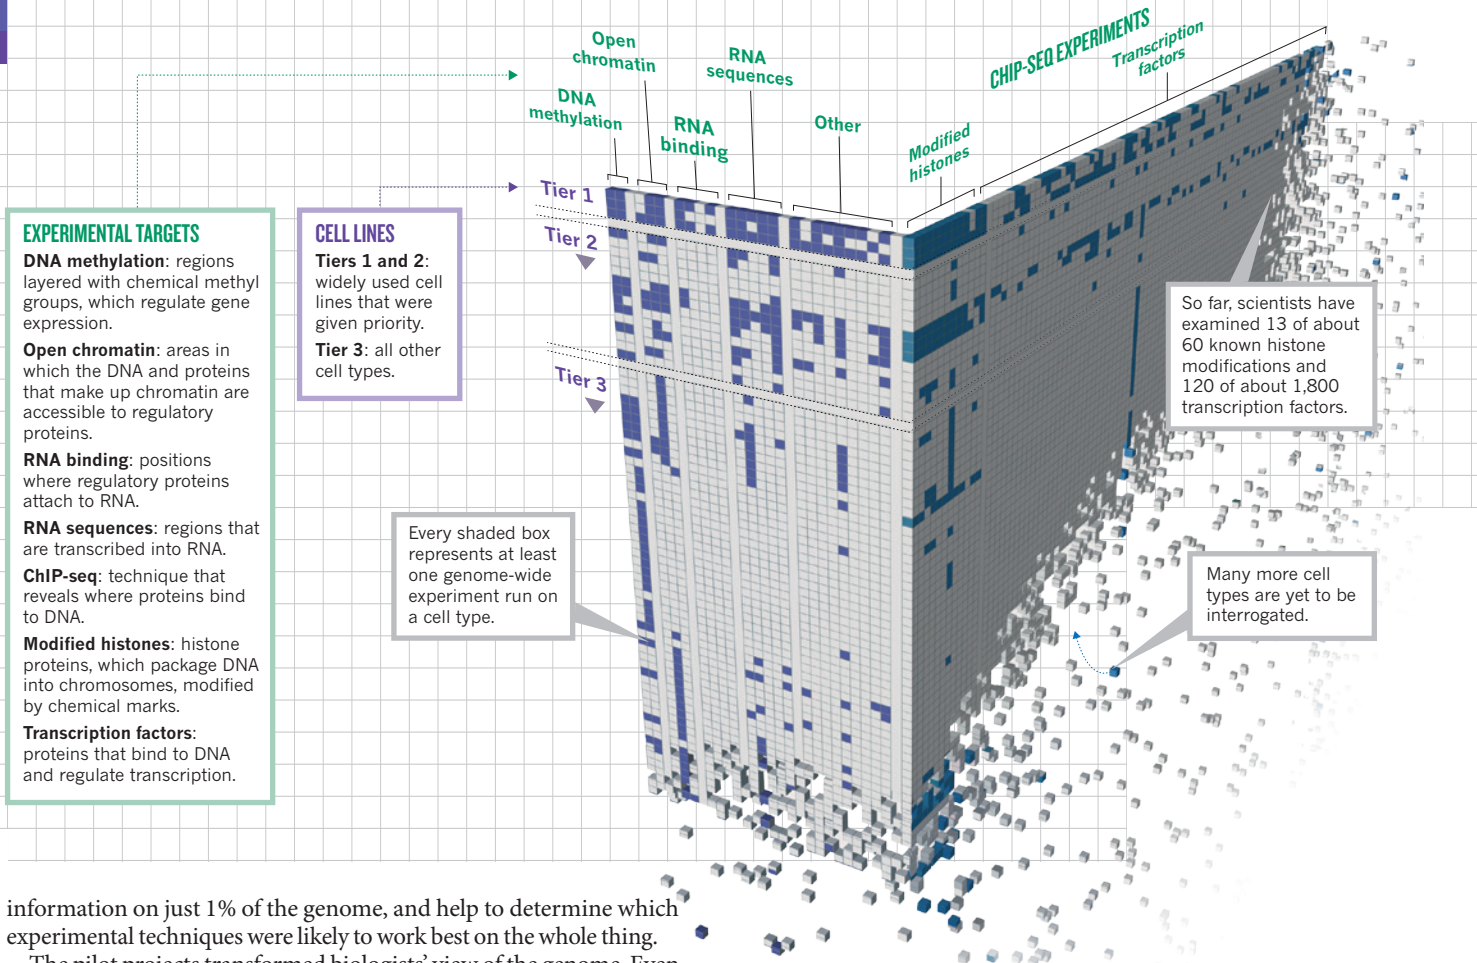 Open
chromatin
RNA
sequences
CHIP-SEQ EXPERIMENTS
Transcription
factors
DNA
methylation
RNA
binding
Other
Modified
histones
Tier 1
Tier 2
Tier 3
EXPERIMENTAL TARGETS
DNA methylation: regions
layered with chemical methyl
groups, which regulate gene
expression.
Open chromatin: areas in
which the DNA and proteins
that make up chromatin are
accessible to regulatory
proteins.
RNA binding: positions
where regulatory proteins
attach to RNA.
RNA sequences: regions that
are transcribed into RNA.
ChIP-seq: technique that
reveals where proteins bind
to DNA.
Modified histones: histone
proteins, which package DNA
into chromosomes, modified
by chemical marks.
Transcription factors:
proteins that bind to DNA
and regulate transcription.
CELL LINES
Tiers 1 and 2:
widely used cell
lines that were
given priority.
Tier 3: all other
cell types.
So far, scientists have
examined 13 of about
60 known histone
modifications and
120 of about 1,800
transcription factors.
Every shaded box
represents at least
one genome-wide
experiment run on
a cell type.
Many more cell
types are yet to be
interrogated.
information on just 1% of the genome, and help to determine which
experimental techniques were likely to work best on the whole thing.
The pilot projects transformed biologists' view of the genome. Even